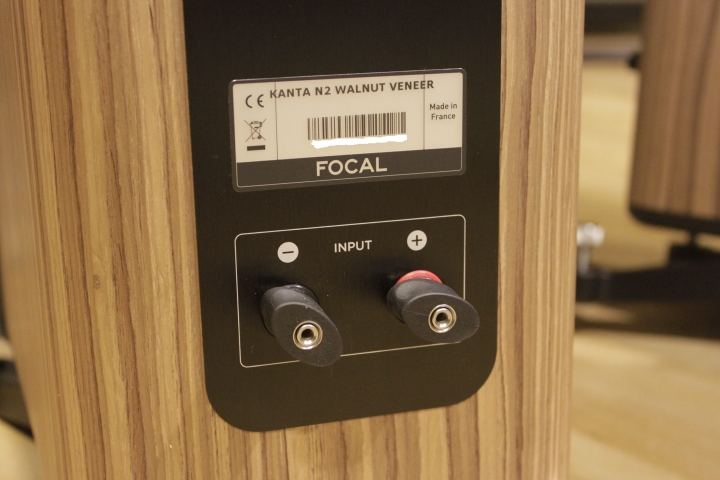 KANTA N2 WALNUT VENEER
CE
Made in
France
FOCAL
- INPUT +